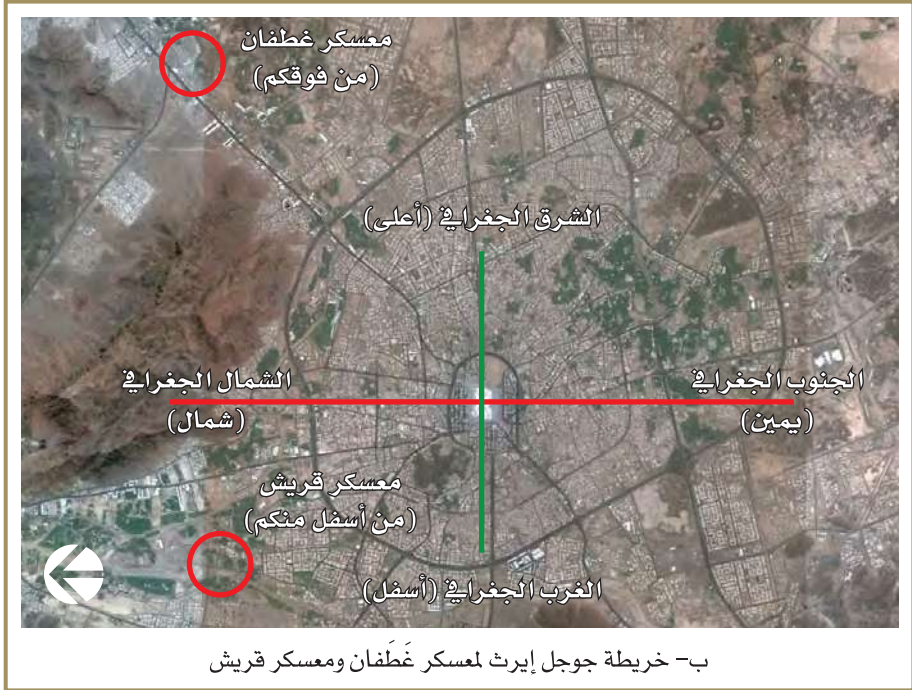 معسكر غطفان
(من فوقكم)
الشرق الجغرافي (أعلى)
الجنوب الجغرافي
(يمين)
الشمال الجغرافي
(شمال)
معسكر قريش
(من أسفل منكم)
الغرب الجغرافي (أسفل)
ب- خريطة جوجل إيرث لمعسكر غَطَفان ومعسكر قريش